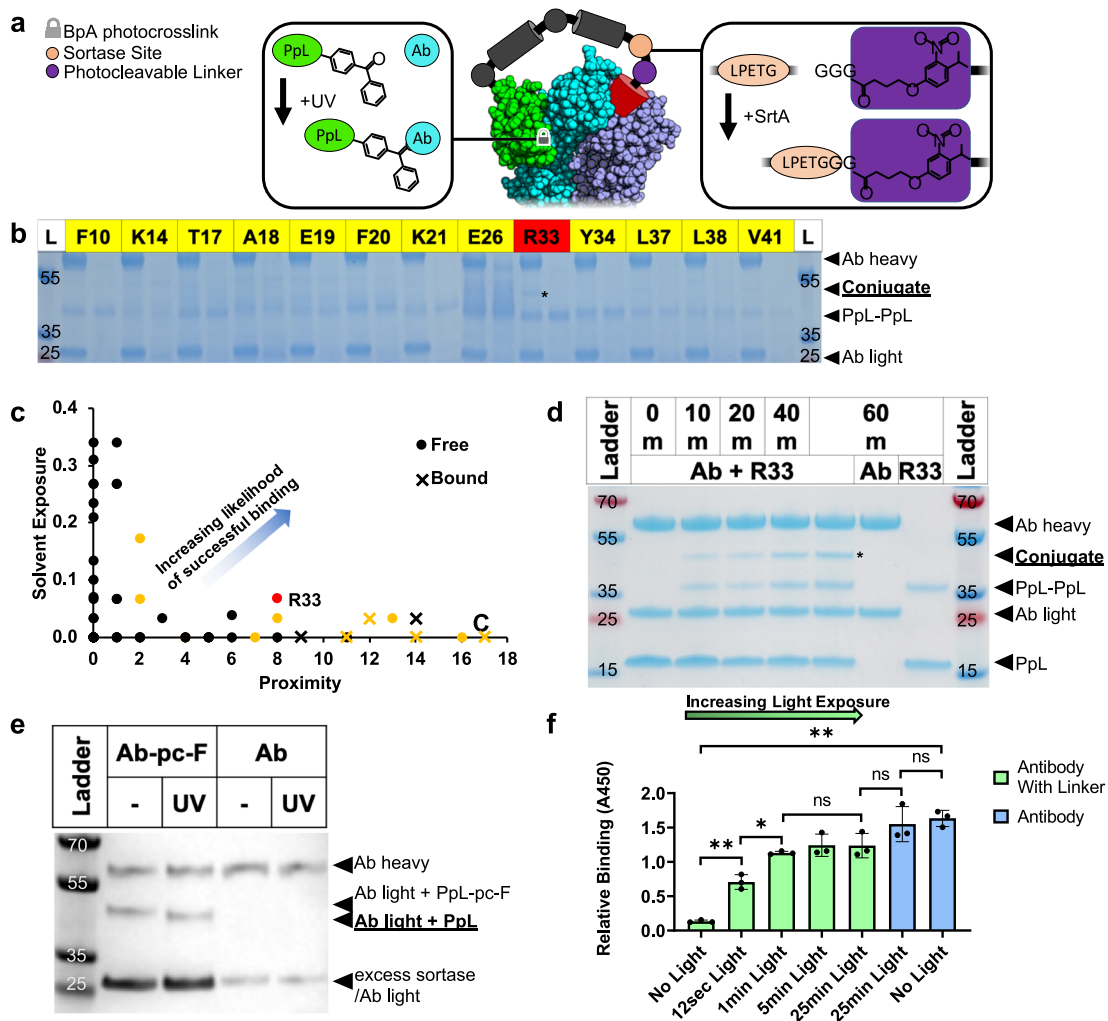 a
BpA photocrosslink
Sortase Site
Photocleavable Linker
PpL
Ab
+UV
PpL
Ab
LPETG
GGG
+SrtA
LPETGGG
b
L F10 K14 T17 A18 E19 F20 K21 E26 R33 Y34 L37 L38 V41 L
55
35
25
*
55
35
25
Ab heavy
Conjugate
PpL-PpL
Ab light
c
Solvent Exposure
0.4
0.3
0.2
0.1
0.0
0 2 4 6 8 10 12 14 16 18
Proximity
Increasing likelihood
of successful binding
Free
Bound
R33
C
d
Ladder
0 m
10 m
20 m
40 m
60 m
Ladder
Ab + R33
Ab
R33
70
55
35
25
15
*
70
55
35
25
15
Ab heavy
Conjugate
PpL-PpL
Ab light
PpL
e
Ladder
Ab-pc-F
Ab
- UV - UV
70
55
35
25
Ab heavy
Ab light + PpL-pc-F
Ab light + PpL
excess sortase
/Ab light
f
Increasing Light Exposure
**
ns
ns
ns
*
**
Relative Binding (A450)
2.0
1.5
1.0
0.5
0.0
No Light
12sec Light
1min Light
5min Light
25min Light
25min Light
No Light
Antibody
With Linker
Antibody